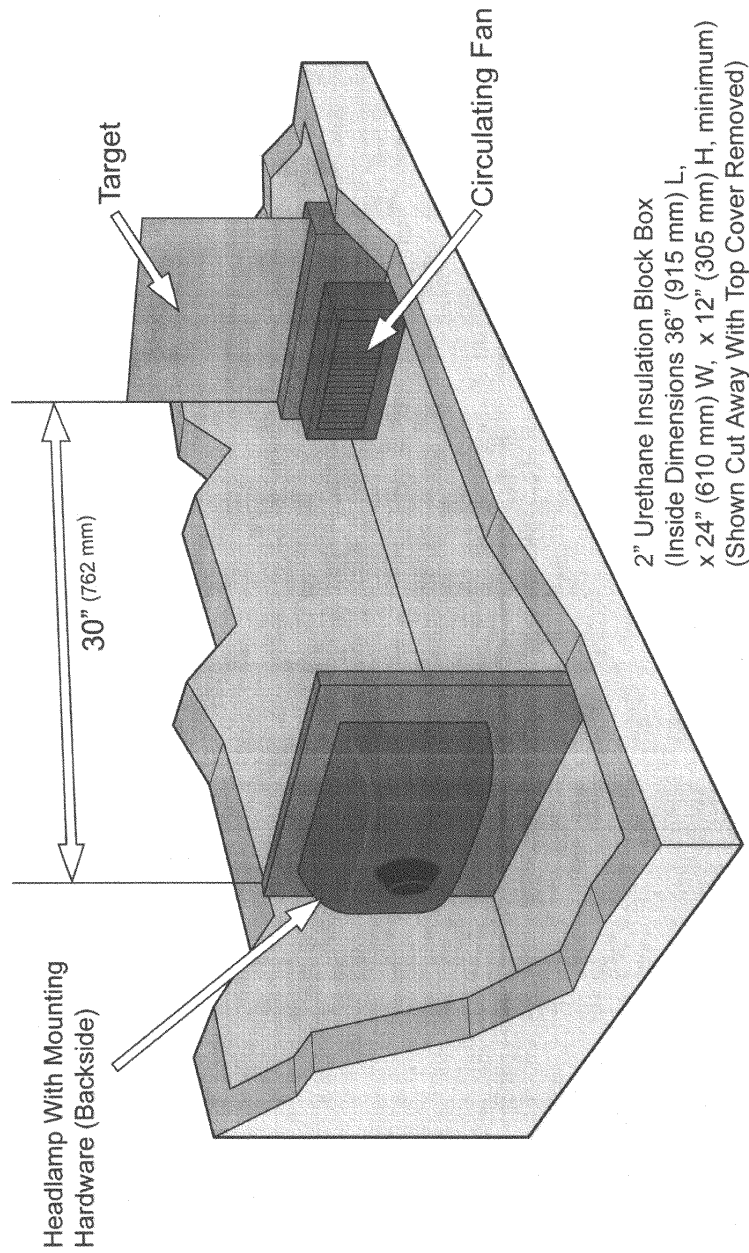 Headlamp With Mounting
Hardware (Backside)
30" (762 mm)
Target
Circulating Fan
2" Urethane Insulation Block Box
(Inside Dimensions 36" (915 mm) L,
x 24" (610 mm) W,  x 12" (305 mm) H, minimum)
(Shown Cut Away With Top Cover Removed)